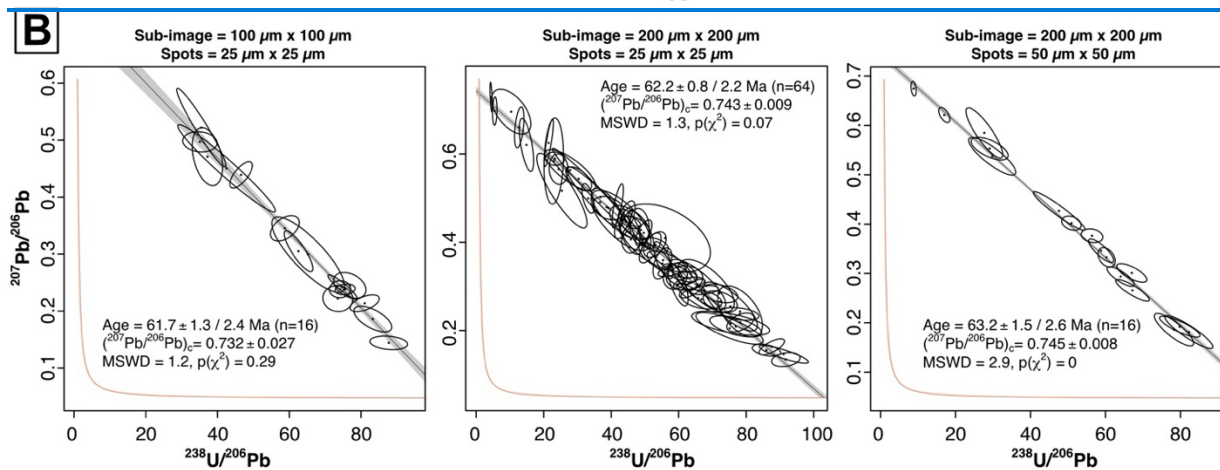 B
Sub-image = 100 µm x 100 µm
Spots = 25 µm x 25 µm
0.6
0.5
0.4
0.3
0.2
0.1
²⁰⁷Pb/²⁰⁶Pb
Age = 61.7 ± 1.3 / 2.4 Ma (n=16)
(²⁰⁷Pb/²⁰⁶Pb)c= 0.732 ± 0.027
MSWD = 1.2, p(χ²) = 0.29
0 20 40 60 80
²³⁸U/²⁰⁶Pb
Sub-image = 200 µm x 200 µm
Spots = 25 µm x 25 µm
Age = 62.2 ± 0.8 / 2.2 Ma (n=64)
(²⁰⁷Pb/²⁰⁶Pb)c= 0.743 ± 0.009
MSWD = 1.3, p(χ²) = 0.07
0.6
0.4
0.2
0 20 40 60 80 100
²³⁸U/²⁰⁶Pb
Sub-image = 200 µm x 200 µm
Spots = 50 µm x 50 µm
0.7
0.6
0.5
0.4
0.3
0.2
0.1
Age = 63.2 ± 1.5 / 2.6 Ma (n=16)
(²⁰⁷Pb/²⁰⁶Pb)c= 0.745 ± 0.008
MSWD = 2.9, p(χ²) = 0
0 20 40 60 80
²³⁸U/²⁰⁶Pb